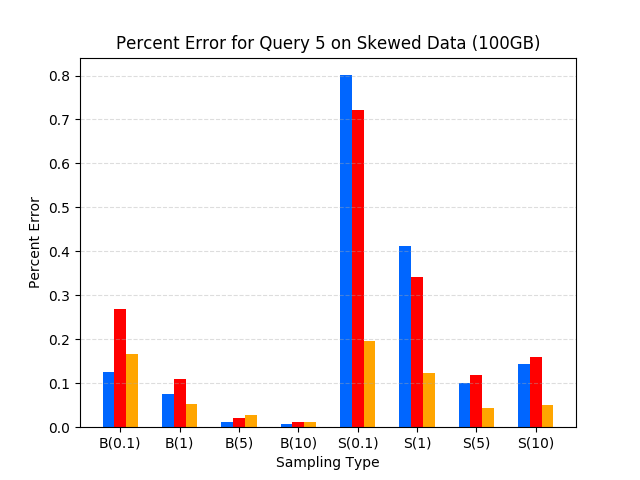 Percent Error for Query 5 on Skewed Data (100GB)
0.8
0.7
0.6
0.5
0.4
0.3
0.2
0.1
0.0
Percent Error
B(0.1) B(1) B(5) B(10) S(0.1) S(1) S(5) S(10)
Sampling Type